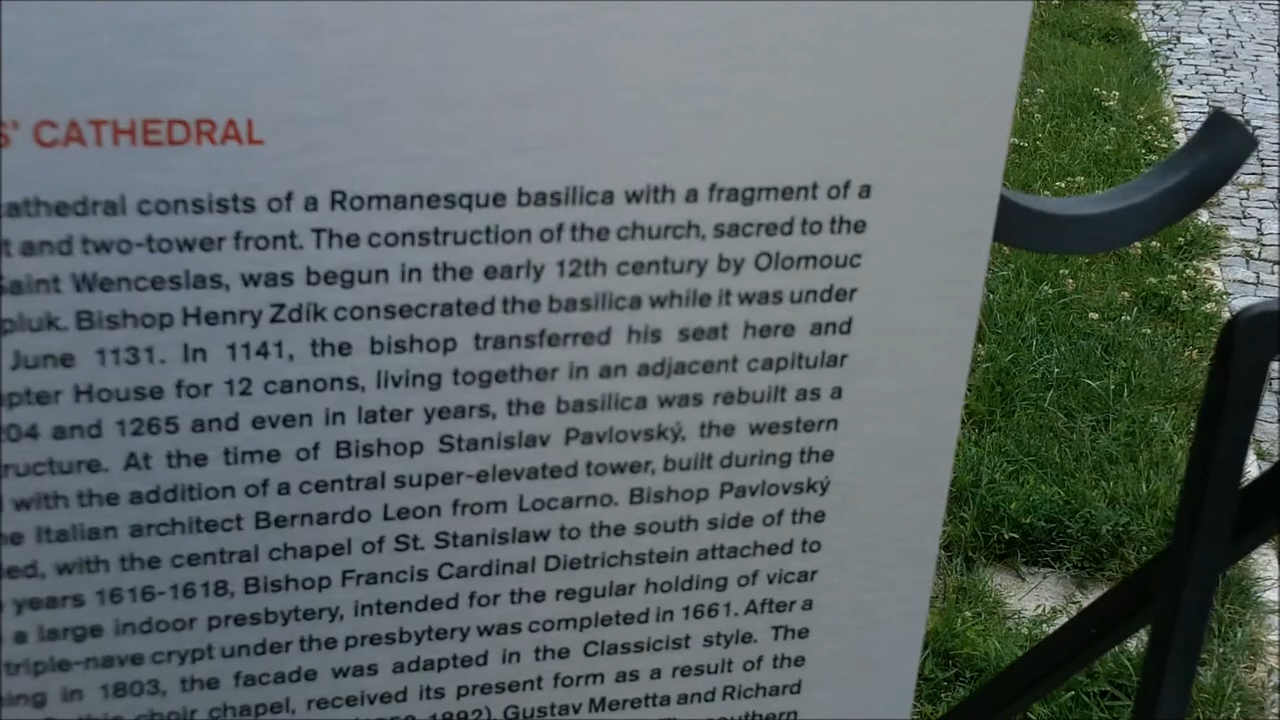 S' CATHEDRAL
cathedral consists of a Romanesque basilica with a fragment of a
t and two-tower front. The construction of the church, sacred to the
Saint Wenceslas, was begun in the early 12th century by Olomouc
pluk. Bishop Henry Zdík consecrated the basilica while it was under
June 1131. In 1141, the bishop transferred his seat here and
pter House for 12 canons, living together in an adjacent capitular
204 and 1265 and even in later years, the basilica was rebuilt as a
ructure. At the time of Bishop Stanislav Pavlovský, the western
with the addition of a central super-elevated tower, built during the
e Italian architect Bernardo Leon from Locarno. Bishop Pavlovský
ed, with the central chapel of St. Stanislaw to the south side of the
years 1616-1618, Bishop Francis Cardinal Dietrichstein attached to
a large indoor presbytery, intended for the regular holding of vicar
triple-nave crypt under the presbytery was completed in 1661. After a
ing in 1803, the facade was adapted in the Classicist style. The
choir chapel, received its present form as a result of the
1892), Gustav Meretta and Richard
southern